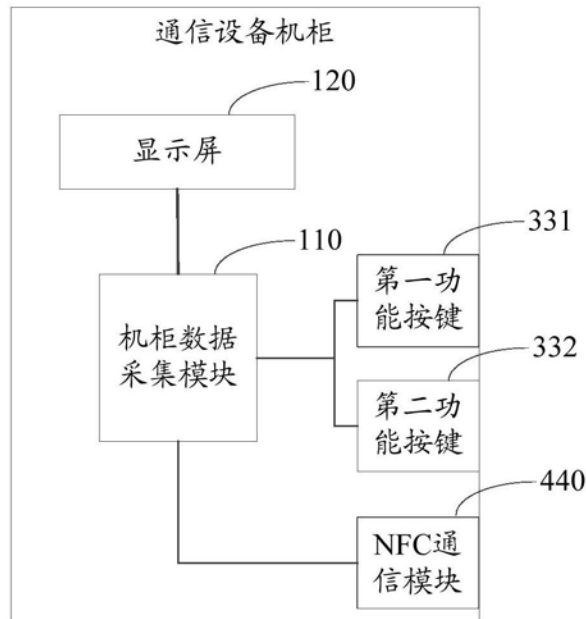 通信设备机柜
120
显示屏
110
机柜数据
采集模块
331
第一功
能按键
332
第二功
能按键
440
NFC通
信模块